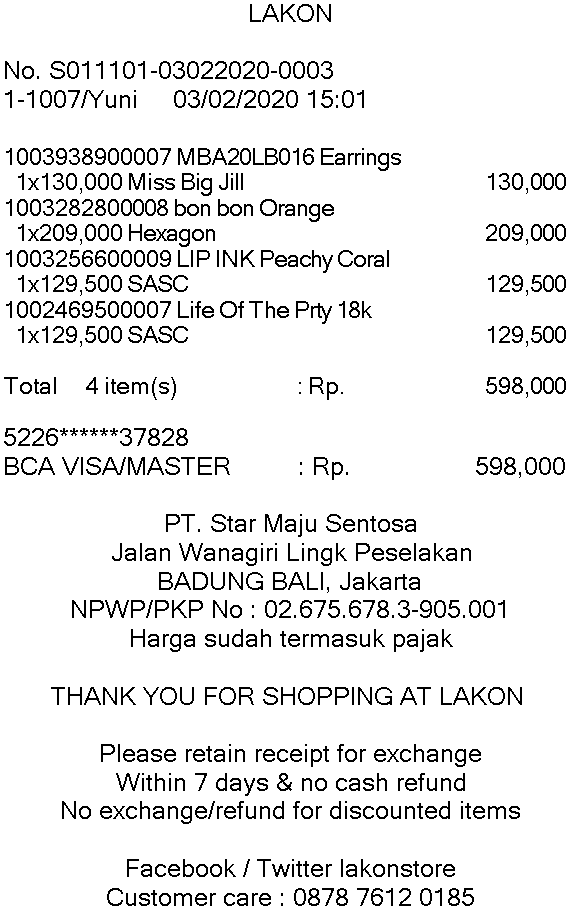 LAKON
No. S011101-03022020-0003
1-1007/Yuni 03/02/2020 15:01
1003938900007 MBA20LB016 Earrings
1x130,000 Miss Big Jill 130,000
1003282800008 bon bon Orange
1x209,000 Hexagon 209,000
1003256600009 LIP INK Peachy Coral
1x129,500 SASC 129,500
1002469500007 Life Of The Prty 18k
1x129,500 SASC 129,500
Total 4 item(s) : Rp. 598,000
5226******37828
BCA VISA/MASTER : Rp. 598,000
PT. Star Maju Sentosa
Jalan Wanagiri Lingk Peselakan
BADUNG BALI, Jakarta
NPWP/PKP No : 02.675.678.3-905.001
Harga sudah termasuk pajak
THANK YOU FOR SHOPPING AT LAKON
Please retain receipt for exchange
Within 7 days & no cash refund
No exchange/refund for discounted items
Facebook / Twitter lakonstore
Customer care : 0878 7612 0185